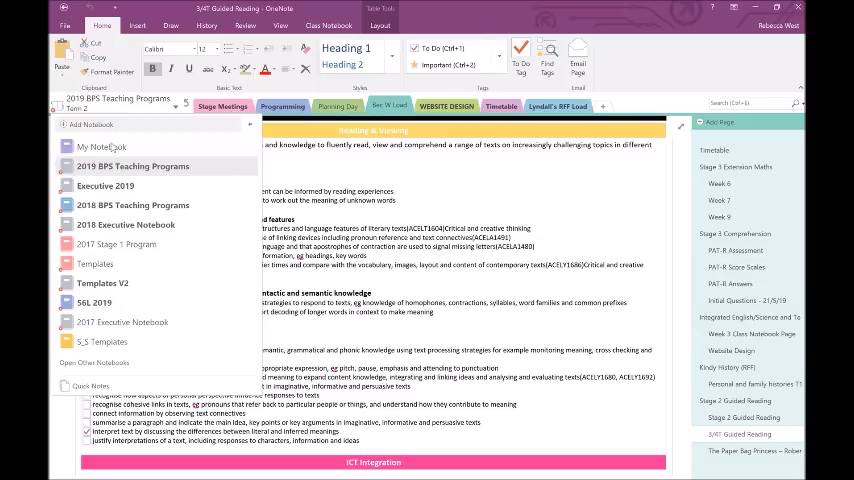 3/4T Guided Reading - OneNote
Table Tools
Rebecca West
File
Home
Insert
Draw
History
Review
View
Class Notebook
Layout
Paste
Cut
Copy
Format Painter
Clipboard
Calibri
12
B I U abc X₂
Basic Text
Heading 1
Heading 2
Styles
To Do (Ctrl+1)
Important (Ctrl+2)
To Do Tag
Find Tags
Tags
Email Page
Email
2019 BPS Teaching Programs
Term 2
Stage Meetings
Programming
Planning Day
Sec W Load
WEBSITE DESIGN
Timetable
Lyndall's RFF Load
Search (Ctrl+E)
Add Notebook
My Notebook
2019 BPS Teaching Programs
Executive 2019
2018 BPS Teaching Programs
2018 Executive Notebook
2017 Stage 1 Program
Templates
Templates V2
56L 2019
2017 Executive Notebook
S_S Templates
Open Other Notebooks
Quick Notes
Reading & Viewing
and knowledge to fluently read, view and comprehend a range of texts on increasingly challenging topics in different
ent can be informed by reading experiences
to work out the meaning of unknown words
d features
structures and language features of literary texts(ACELT1604)Critical and creative thinking
se of linking devices including pronoun reference and text connectives(ACELA1491)
language and that apostrophes of contraction are used to signal missing letters(ACELA1480)
formation, eg headings, key words
ier times and compare with the vocabulary, images, layout and content of contemporary texts(ACELY1686)Critical and creative
ntactic and semantic knowledge
strategies to respond to texts, eg knowledge of homophones, contractions, syllables, word families and common prefixes
ort decoding of longer words in context to make meaning
mantic, grammatical and phonic knowledge using text processing strategies for example monitoring meaning, cross checking and
propriate expression, eg pitch, pause, emphasis and attending to punctuation
d meaning to expand content knowledge, integrating and linking ideas and analysing and evaluating texts(ACELY1680, ACELY1692)
t in imaginative, informative and persuasive texts
recognise how aspects of personal perspective influence responses to texts
recognise cohesive links in texts, eg pronouns that refer back to particular people or things, and understand how they contribute to meaning
connect information by observing text connectives
summarise a paragraph and indicate the main idea, key points or key arguments in imaginative, informative and persuasive texts
interpret text by discussing the differences between literal and inferred meanings
justify interpretations of a text, including responses to characters, information and ideas
ICT Integration
Add Page
Timetable
Stage 3 Extension Maths
Week 6
Week 7
Week 9
Stage 3 Comprehension
PAT-R Assessment
PAT-R Score Scales
PAT-R Answers
Initial Questions - 21/5/19
Integrated English/Science and Te
Week 3 Class Notebook Page
Website Design
Kindy History (RFF)
Personal and family histories T1
Stage 2 Guided Reading
Stage 2 Guided Reading
3/4T Guided Reading
The Paper Bag Princess – Rober